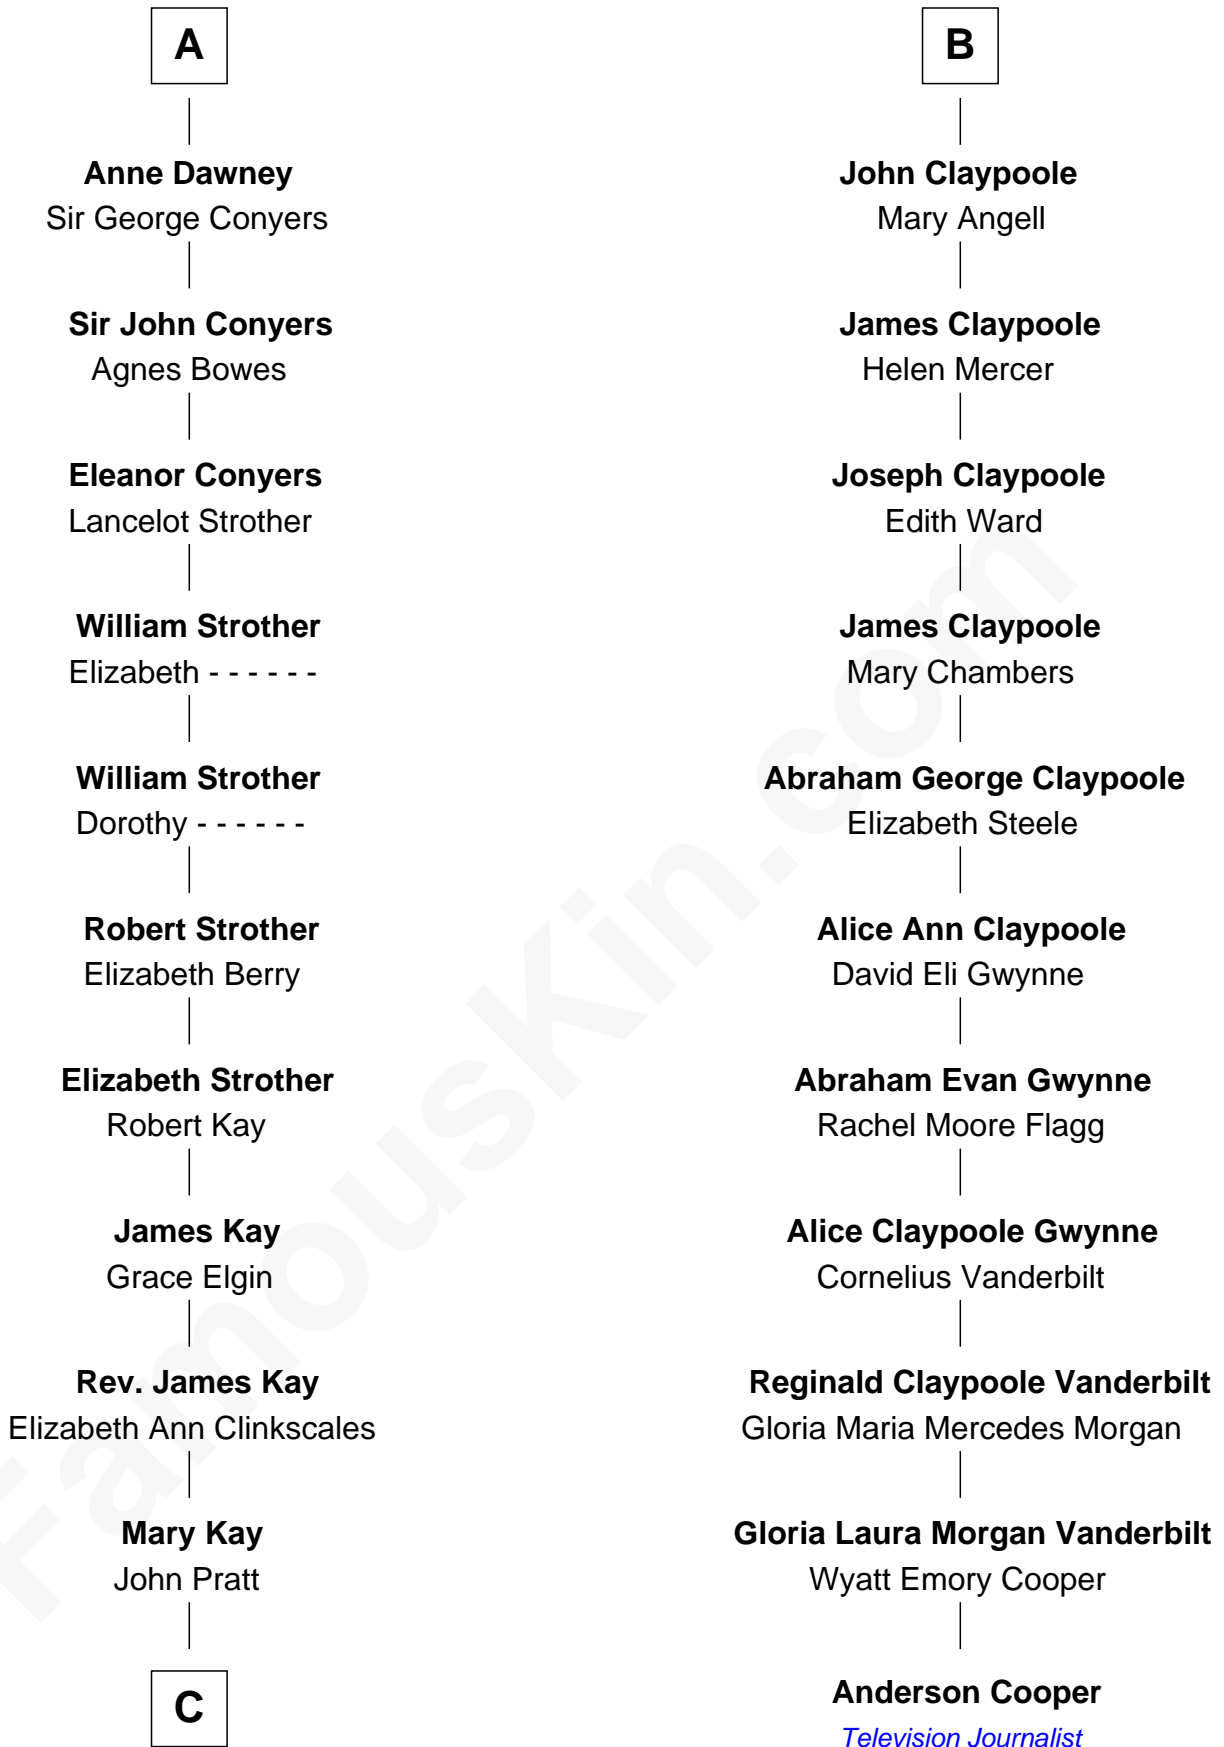 A
Anne Dawney
Sir George Conyers
Sir John Conyers
Agnes Bowes
Eleanor Conyers
Lancelot Strother
William Strother
Elizabeth - - - - - -
William Strother
Dorothy - - - - - -
Robert Strother
Elizabeth Berry
Elizabeth Strother
Robert Kay
James Kay
Grace Elgin
Rev. James Kay
Elizabeth Ann Clinkscales
Mary Kay
John Pratt
C
B
John Claypoole
Mary Angell
James Claypoole
Helen Mercer
Joseph Claypoole
Edith Ward
James Claypoole
Mary Chambers
Abraham George Claypoole
Elizabeth Steele
Alice Ann Claypoole
David Eli Gwynne
Abraham Evan Gwynne
Rachel Moore Flagg
Alice Claypoole Gwynne
Cornelius Vanderbilt
Reginald Claypoole Vanderbilt
Gloria Maria Mercedes Morgan
Gloria Laura Morgan Vanderbilt
Wyatt Emory Cooper
Anderson Cooper
Television Journalist
FamousKin.com